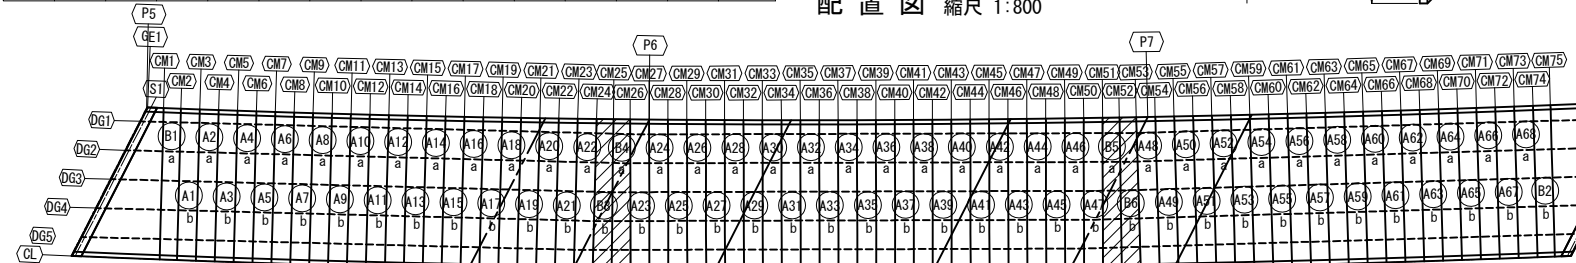 配置図 縮尺 1:800
P5
GE1
P6
P7
CM1 CM3 CM5 CM7 CM9 CM11 CM13 CM15 CM17 CM19 CM21 CM23 CM25 CM27 CM29 CM31 CM33 CM35 CM37 CM39 CM41 CM43 CM45 CM47 CM49 CM51 CM53 CM55 CM57 CM59 CM61 CM63 CM65 CM67 CM69 CM71 CM73 CM75
S1 CM2 CM4 CM6 CM8 CM10 CM12 CM14 CM16 CM18 CM20 CM22 CM24 CM26 CM28 CM30 CM32 CM34 CM36 CM38 CM40 CM42 CM44 CM46 CM48 CM50 CM52 CM54 CM56 CM58 CM60 CM62 CM64 CM66 CM68 CM70 CM72 CM74
DG1
B1 A2 A4 A6 A8 A10 A12 A14 A16 A18 A20 A22 B4 A24 A26 A28 A30 A32 A34 A36 A38 A40 A42 A44 A46 B5 A48 A50 A52 A54 A56 A58 A60 A62 A64 A66 A68
DG2
a a a a a a a a a a a a a a a a a a a a a a a a a a a a a a a a a a a a a
DG3
A1 A3 A5 A7 A9 A11 A13 A15 A17 A19 A21 B3 A23 A25 A27 A29 A31 A33 A35 A37 A39 A41 A43 A45 A47 B6 A49 A51 A53 A55 A57 A59 A61 A63 A65 A67 B2
DG4
b b b b b b b b b b b b b b b b b b b b b b b b b b b b b b b b b b b b b
DG5
CL